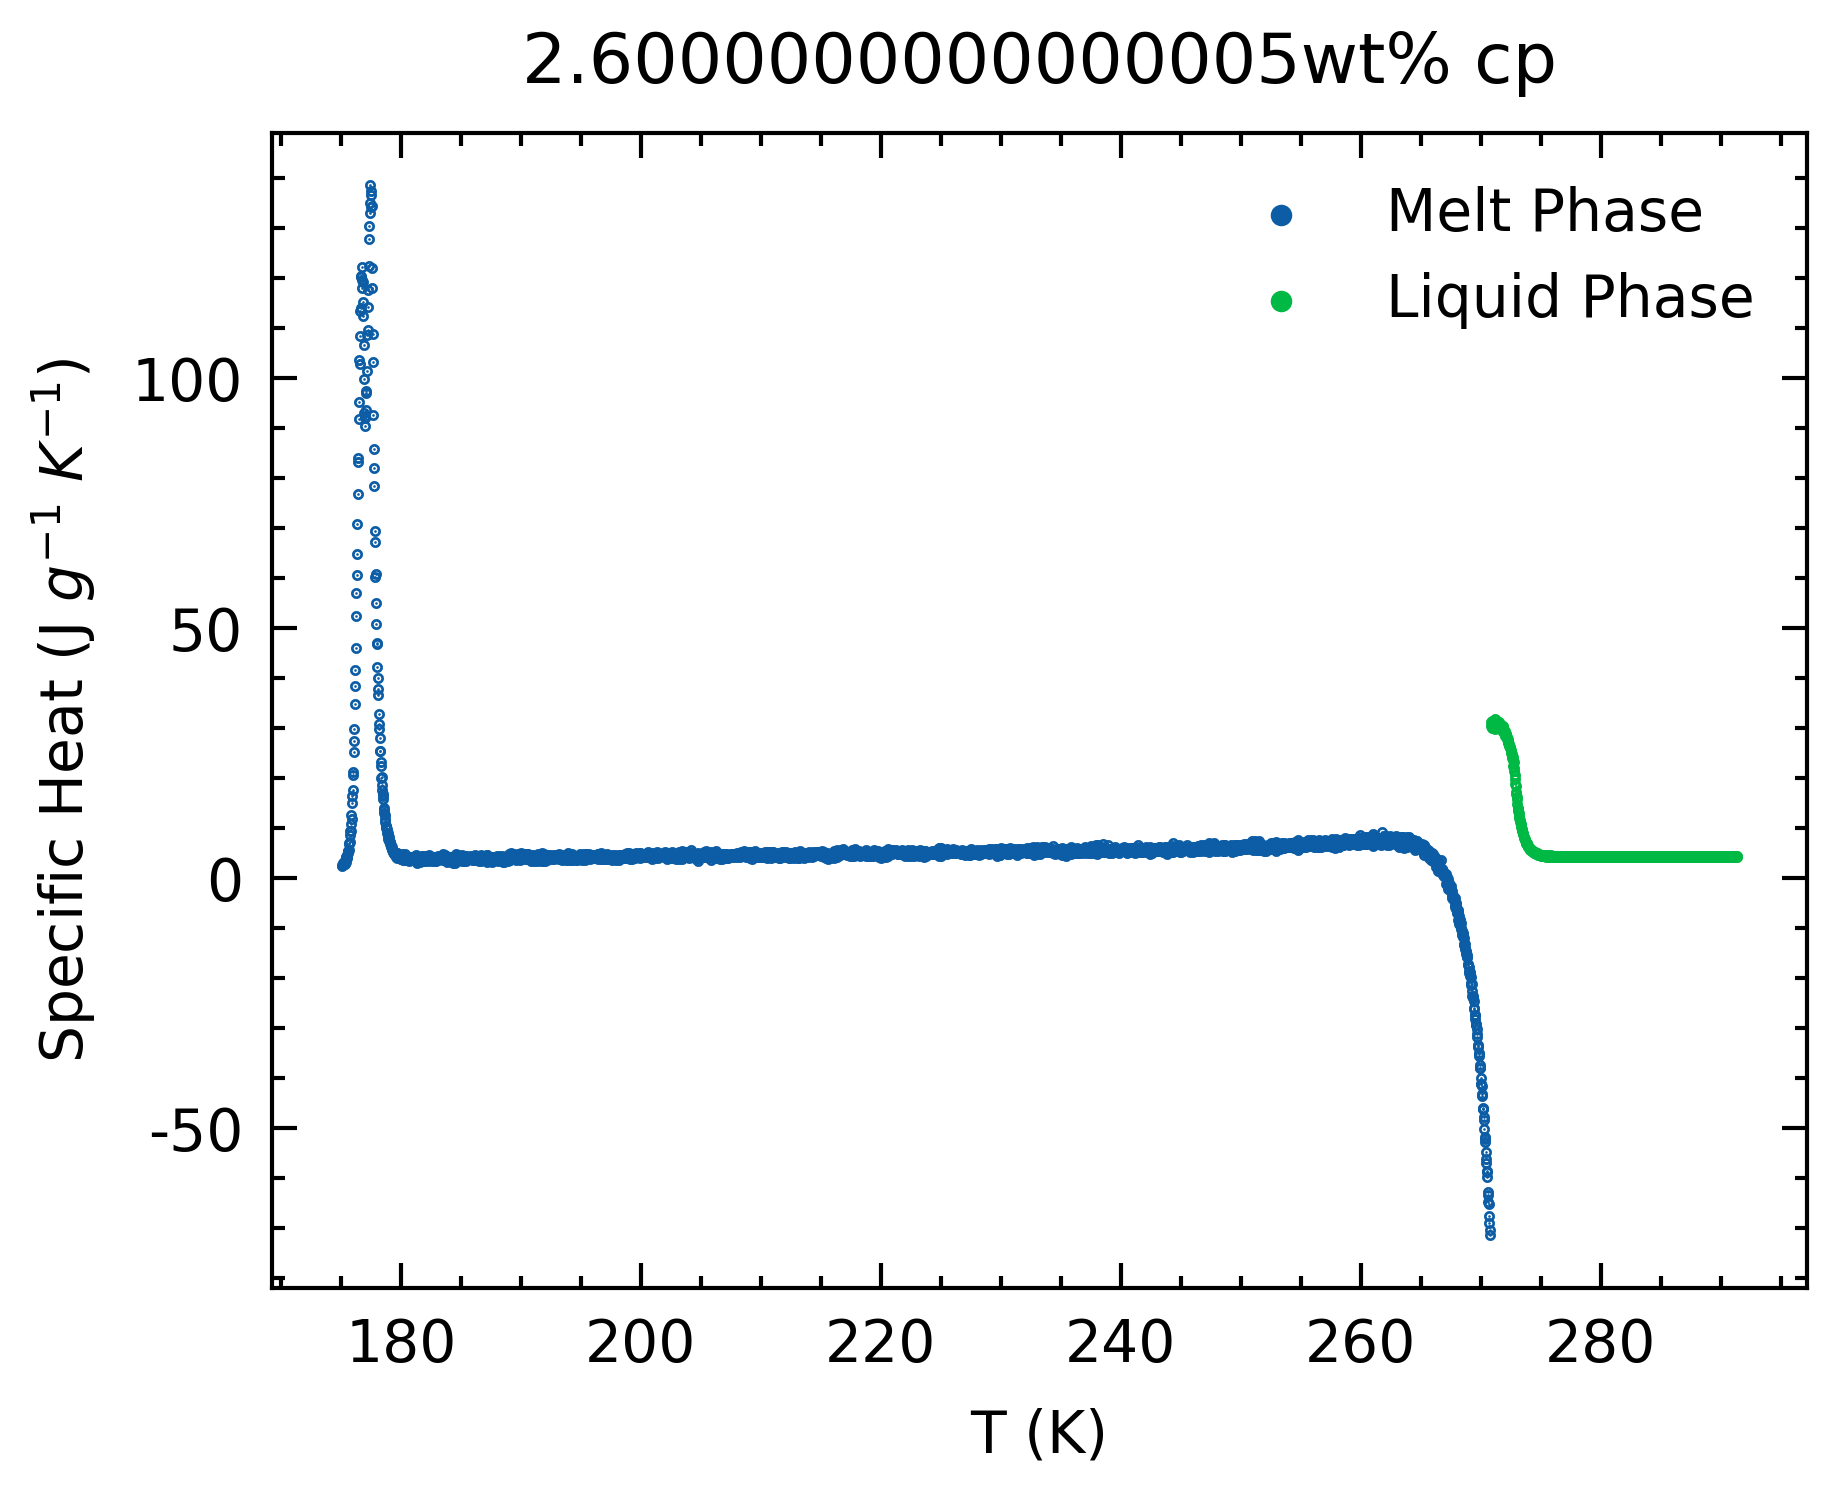 2.6000000000000005wt% cp
Melt Phase
Liquid Phase
Specific Heat (J g⁻¹ K⁻¹)
100
50
0
-50
180 200 220 240 260 280
T (K)